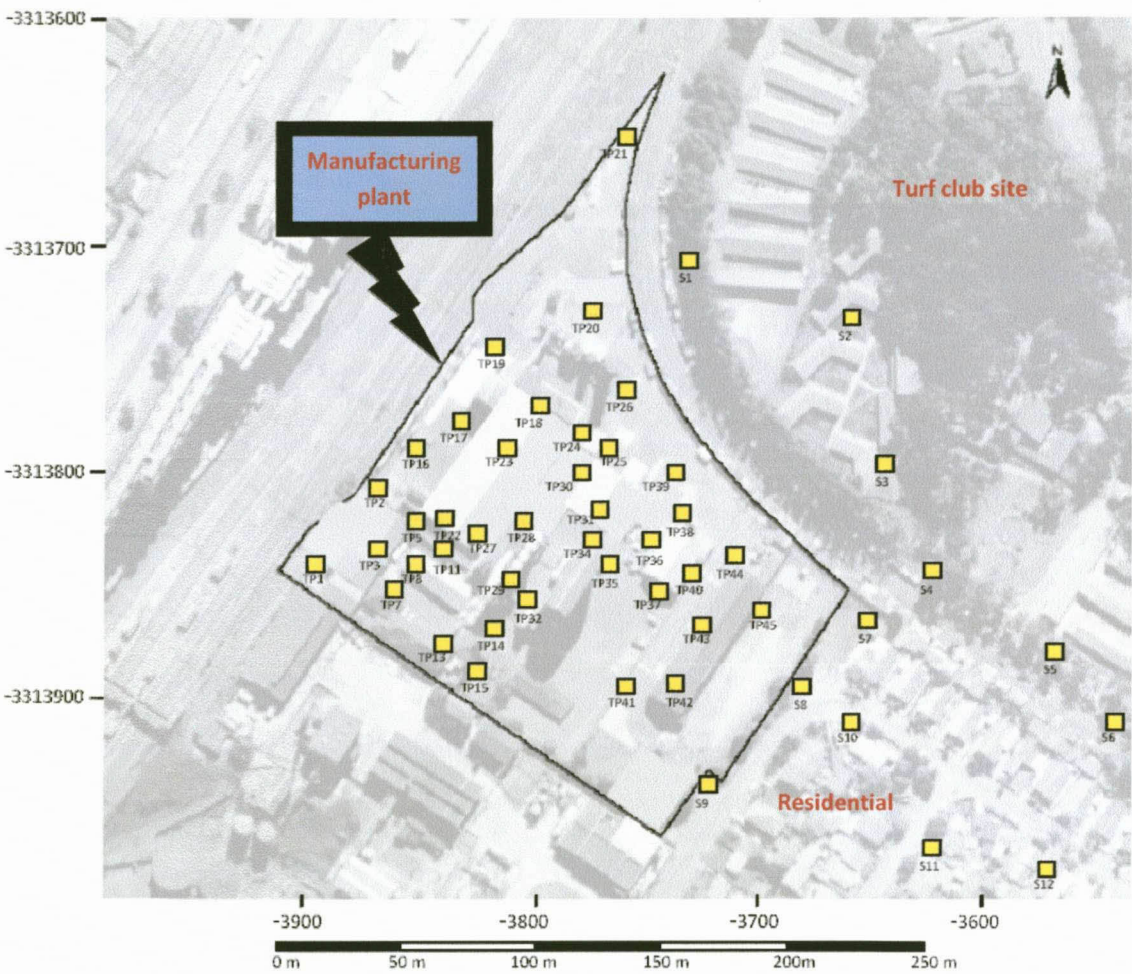 -3313600
N
TP21
Manufacturing
plant
Turf club site
-3313700
S1
TP20
S2
TP19
TP26
TP18
TP17
TP24
TP16
TP23
TP25
S3
-3313800
TP30
TP39
TP2
TP31
TP38
TP5
TP22
TP27
TP28
TP34
TP36
TP3
TP11
TP44
TP1
TP8
TP35
TP40
S4
TP29
TP7
TP37
TP32
TP45
S7
TP43
TP14
TP13
S5
TP15
-3313900
TP41
TP42
S8
S10
S6
S9
Residential
S11
S12
-3900
-3800
-3700
-3600
0 m
50 m
100 m
150 m
200m
250 m